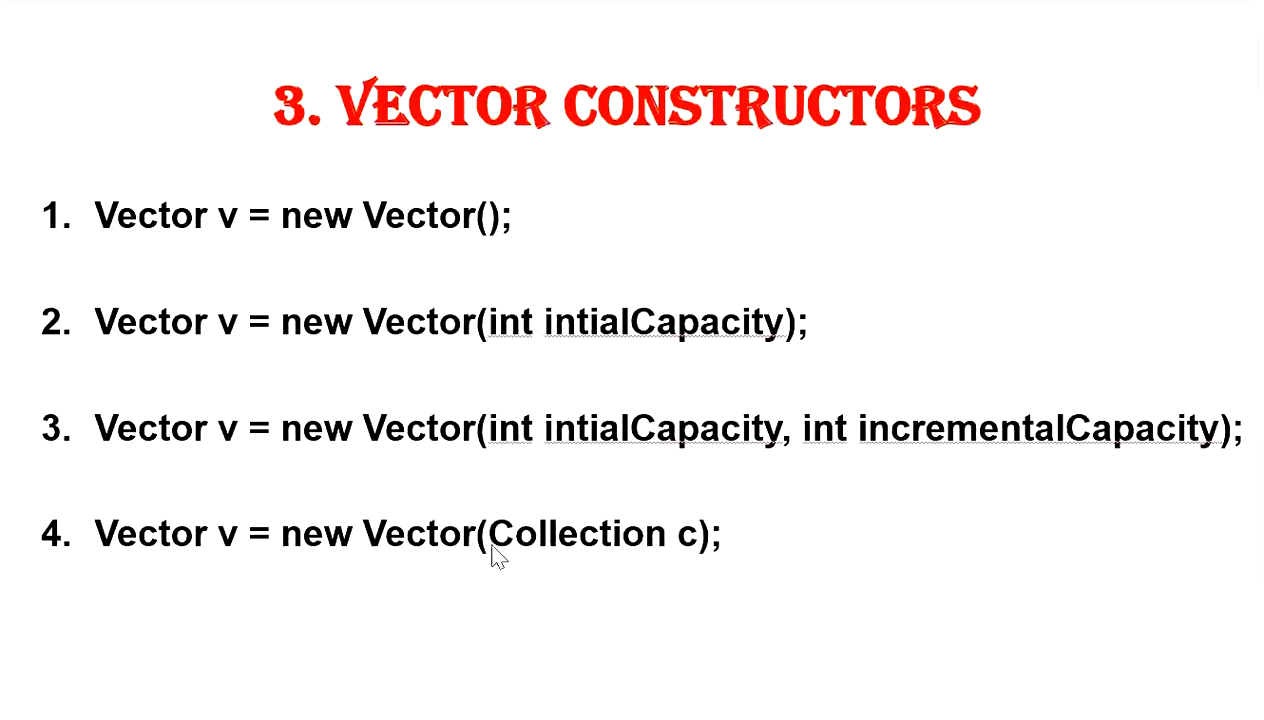 3. VECTOR CONSTRUCTORS
1. Vector v = new Vector();
2. Vector v = new Vector(int intialCapacity);
3. Vector v = new Vector(int intialCapacity, int incrementalCapacity);
4. Vector v = new Vector(Collection c);